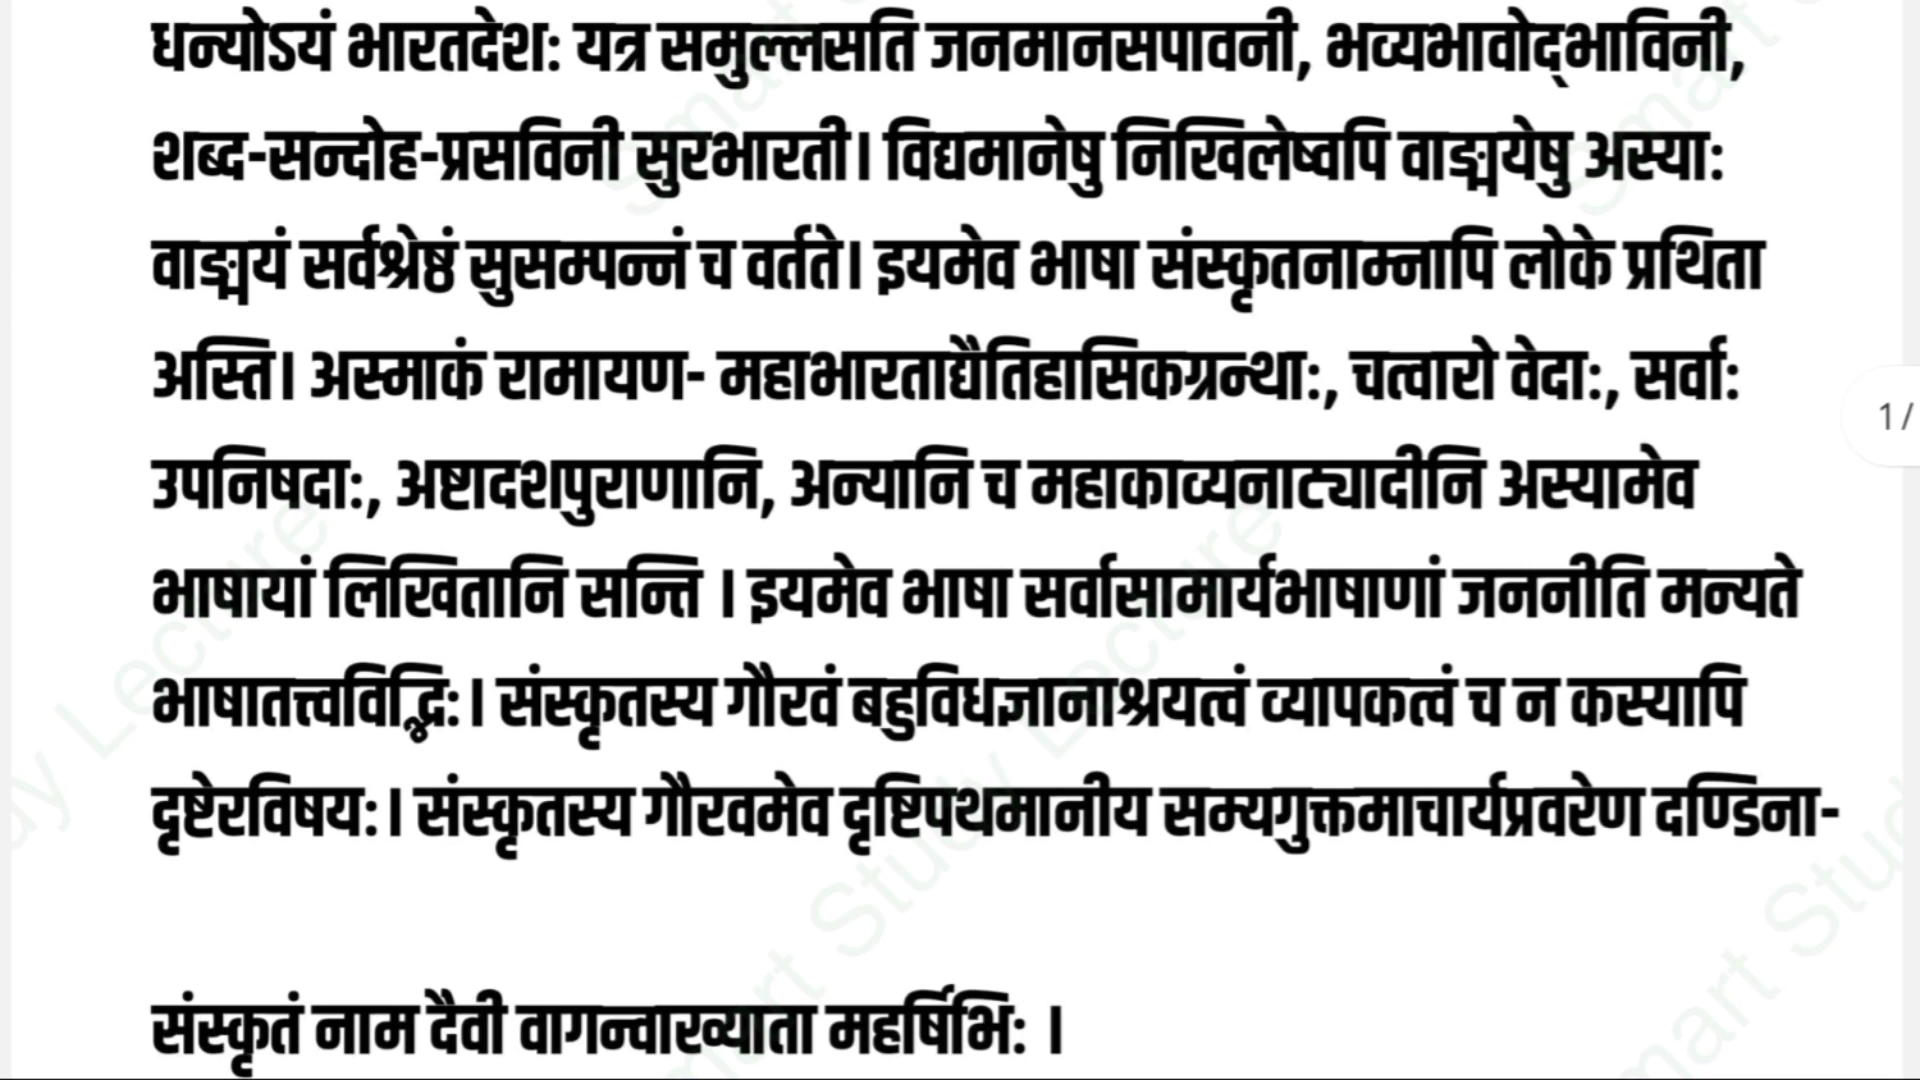 धन्योऽयं भारतदेशः यत्र समुल्लसति जनमानसपावनी, भव्यभावोद्‌भाविनी,
शब्द-सन्दोह-प्रसविनी सुरभारती। विद्यमानेषु निखिलेष्वपि वाङ्मयेषु अस्याः
वाङ्मयं सर्वश्रेष्ठं सुसम्पन्नं च वर्तते। इयमेव भाषा संस्कृतनाम्नापि लोके प्रथिता
अस्ति। अस्माकं रामायण- महाभारताद्यैतिहासिकग्रन्थाः, चत्वारो वेदाः, सर्वाः
1 /
उपनिषदाः, अष्टादशपुराणानि, अन्यानि च महाकाव्यनाट्यादीनि अस्यामेव
भाषायां लिखितानि सन्ति । इयमेव भाषा सर्वासामार्यभाषाणां जननीति मन्यते
भाषातत्त्वविद्भिः। संस्कृतस्य गौरवं बहुविधज्ञानाश्रयत्वं व्यापकत्वं च न कस्यापि
दृष्टेरविषयः। संस्कृतस्य गौरवमेव दृष्टिपथमानीय सम्यगुक्तमाचार्यप्रवरेण दण्डिना-
संस्कृतं नाम दैवी वागन्वाख्याता महर्षिभिः ।
Smart Study Lecture